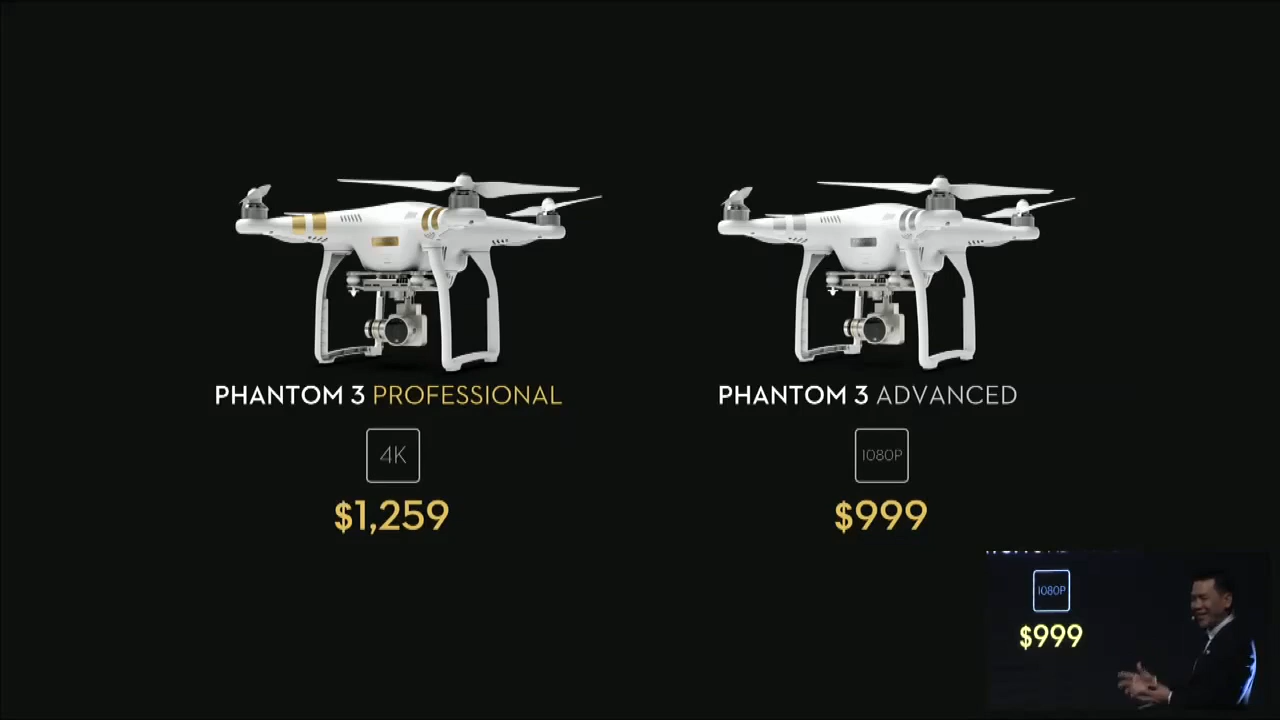 PHANTOM 3 PROFESSIONAL
4K
$1,259
PHANTOM 3 ADVANCED
1080P
$999
1080P
$999